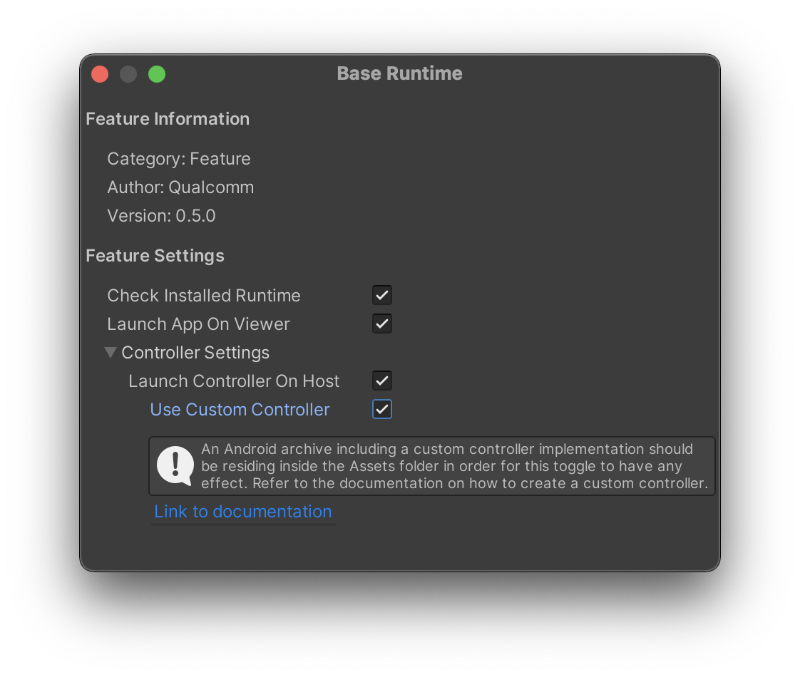 Base Runtime
Feature Information
Category: Feature
Author: Qualcomm
Version: 0.5.0
Feature Settings
Check Installed Runtime
Launch App On Viewer
Controller Settings
Launch Controller On Host
Use Custom Controller
An Android archive including a custom controller implementation should
be residing inside the Assets folder in order for this toggle to have any
effect. Refer to the documentation on how to create a custom controller.
Link to documentation